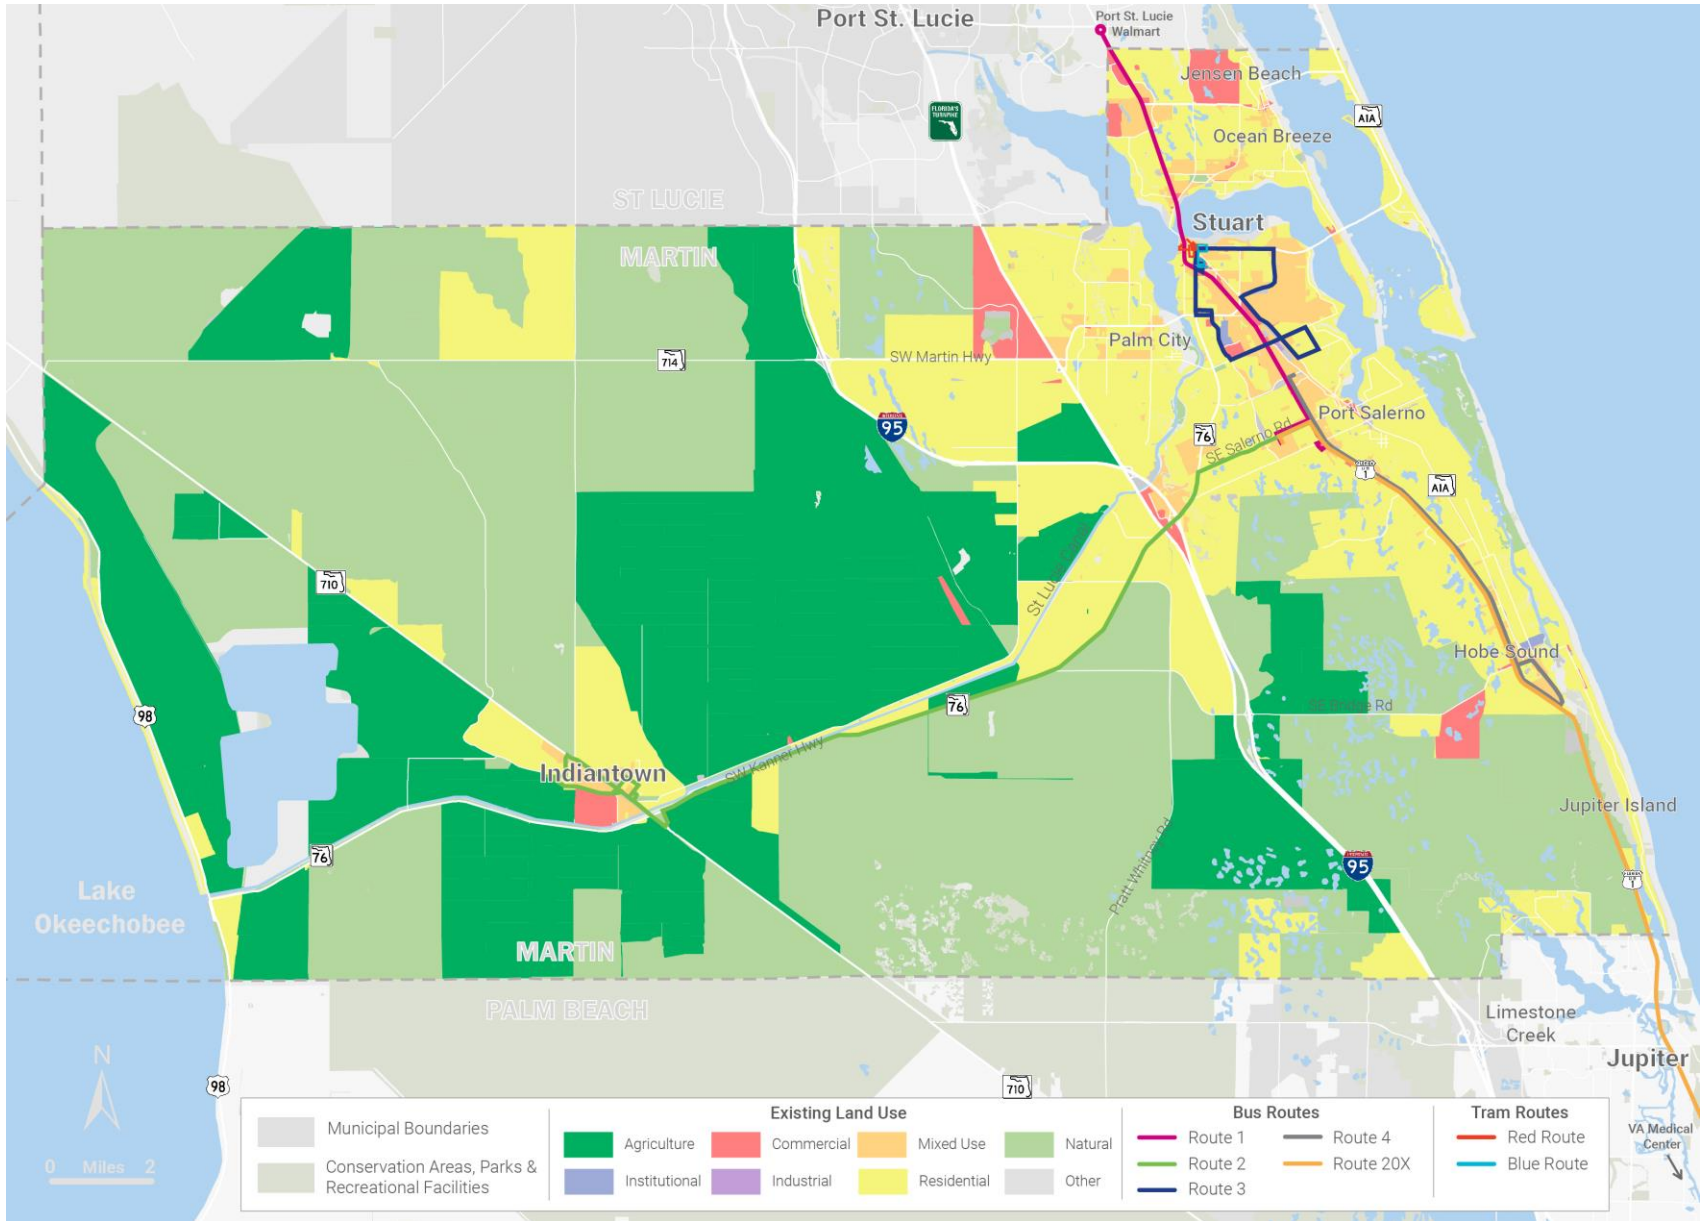 Port St. Lucie
Port St. Lucie
Walmart
Jensen Beach
FLORIDA'S
TURNPIKE
A1A
Ocean Breeze
ST LUCIE
Stuart
MARTIN
Palm City
SW Martin Hwy
714
INTERSTATE
95
Port Salerno
76
SE Salerno Rd
1
A1A
St Lucie Canal
710
Hobe Sound
76
SE Bridge Rd
98
SW Kanner Hwy
Indiantown
Jupiter Island
76
Pratt Whitney Rd
INTERSTATE
95
1
Lake
Okeechobee
MARTIN
PALM BEACH
Limestone
Creek
Jupiter
N
98
710
VA Medical
Center
0 Miles 2
Municipal Boundaries
Conservation Areas, Parks &
Recreational Facilities
Existing Land Use
Agriculture
Commercial
Mixed Use
Natural
Institutional
Industrial
Residential
Other
Bus Routes
Route 1
Route 4
Route 2
Route 20X
Route 3
Tram Routes
Red Route
Blue Route